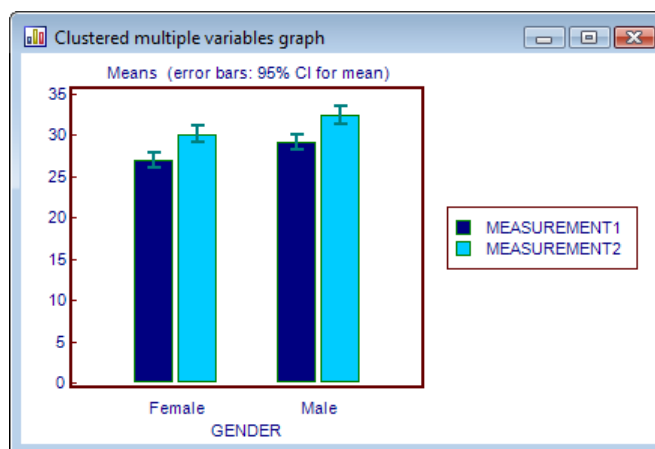 Clustered multiple variables graph
Means (error bars: 95% CI for mean)
35
30
25
20
15
10
5
0
MEASUREMENT1
MEASUREMENT2
Female Male
GENDER